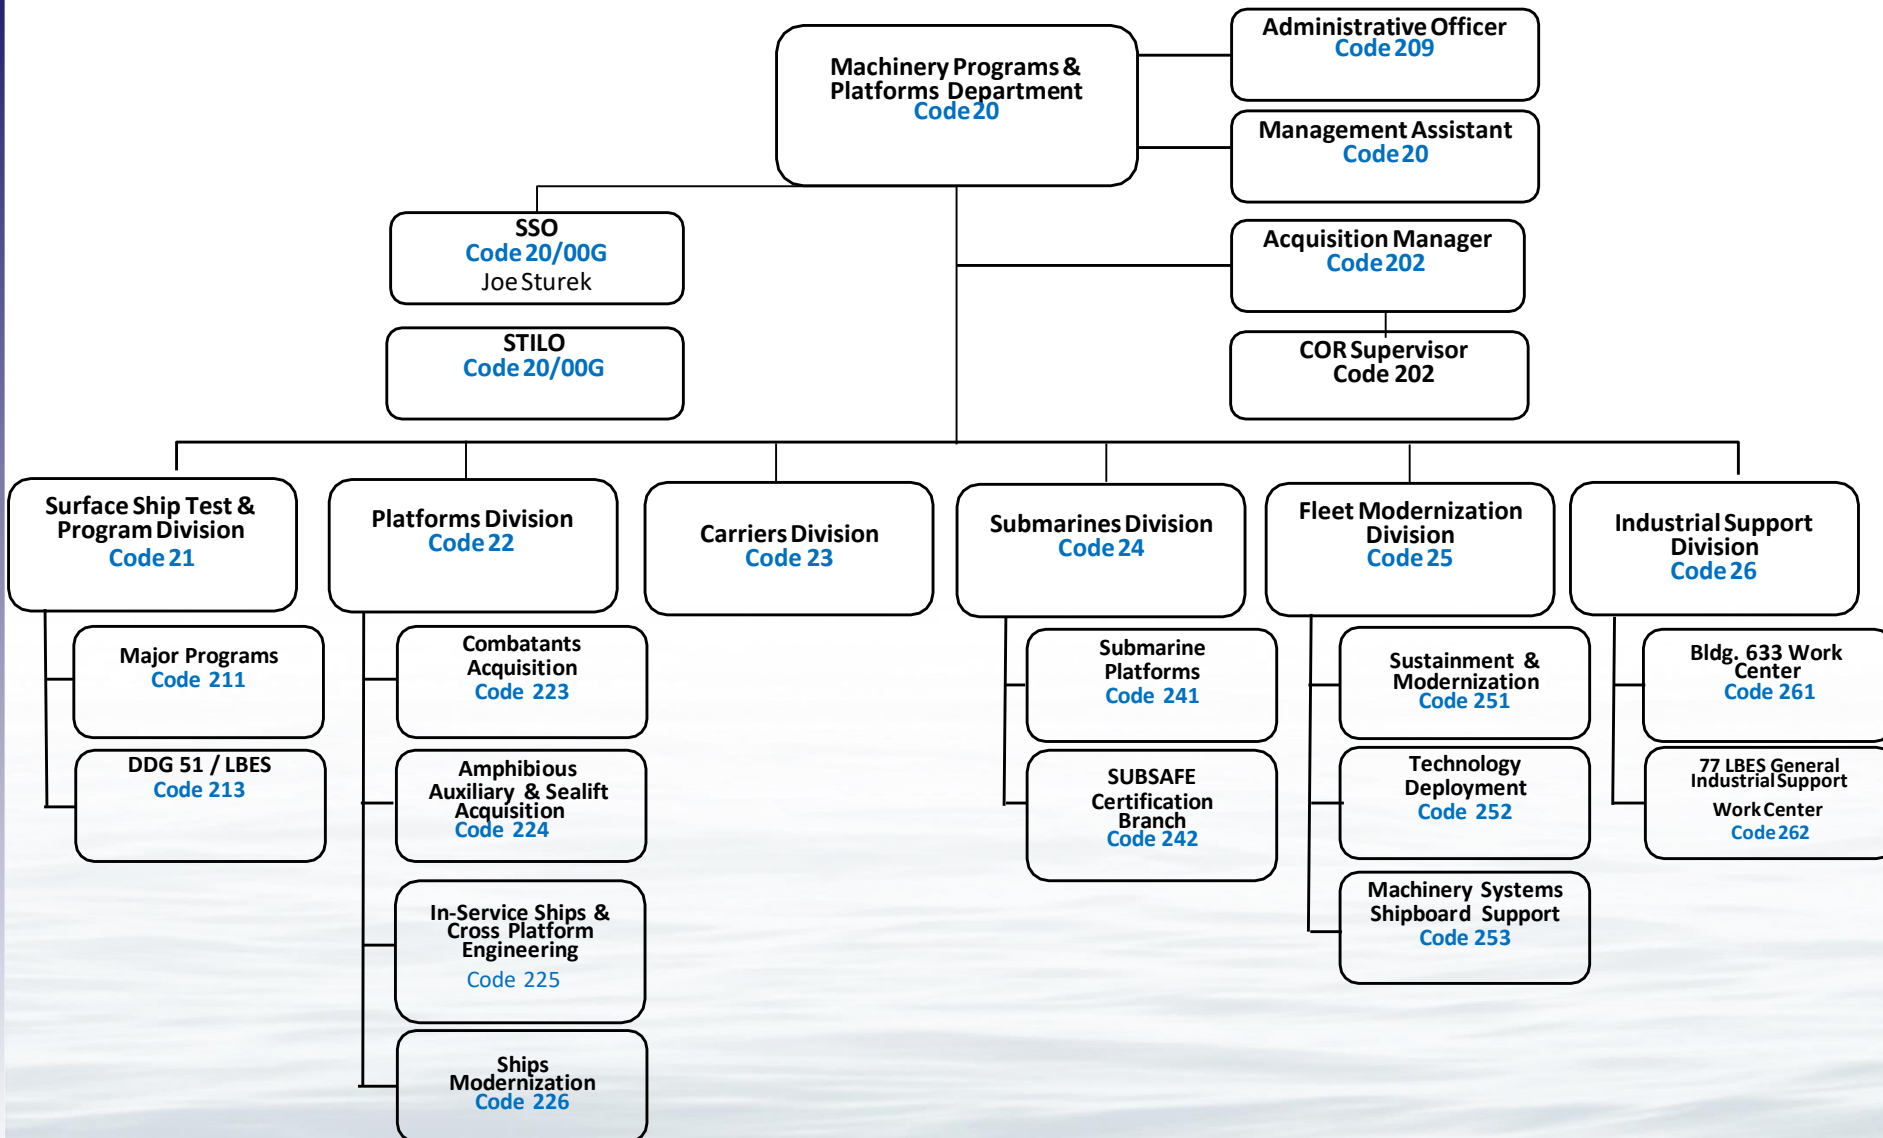 Machinery Programs &
Platforms Department
Code 20
Administrative Officer
Code 209
Management Assistant
Code 20
SSO
Code 20/00G
Joe Sturek
Acquisition Manager
Code 202
STILO
Code 20/00G
COR Supervisor
Code 202
Surface Ship Test &
Program Division
Code 21
Platforms Division
Code 22
Carriers Division
Code 23
Submarines Division
Code 24
Fleet Modernization
Division
Code 25
Industrial Support
Division
Code 26
Major Programs
Code 211
DDG 51 / LBES
Code 213
Combatants
Acquisition
Code 223
Amphibious
Auxiliary & Sealift
Acquisition
Code 224
In-Service Ships &
Cross Platform
Engineering
Code 225
Ships
Modernization
Code 226
Submarine
Platforms
Code 241
SUBSAFE
Certification
Branch
Code 242
Sustainment &
Modernization
Code 251
Technology
Deployment
Code 252
Machinery Systems
Shipboard Support
Code 253
Bldg. 633 Work
Center
Code 261
77 LBES General
Industrial Support
Work Center
Code 262